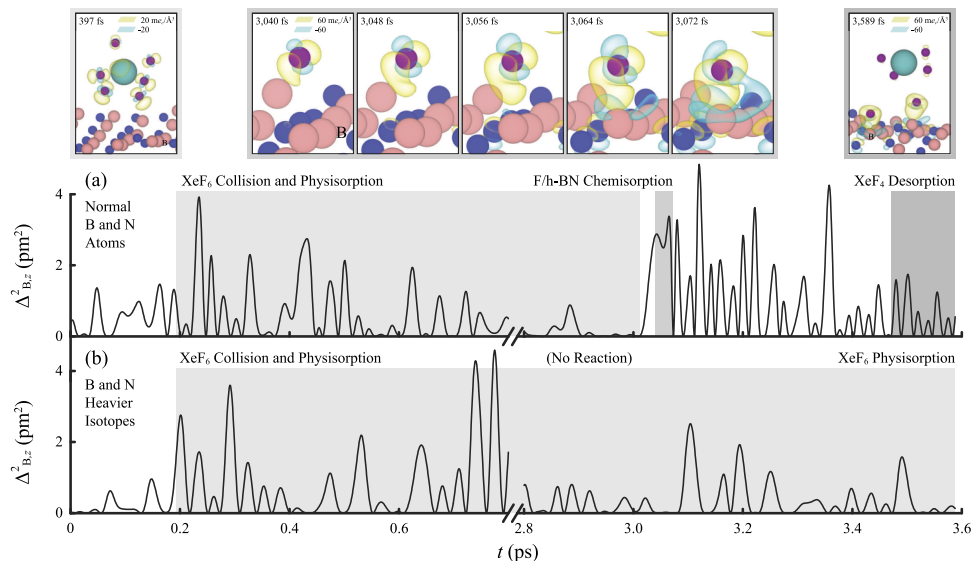 397 fs
20 me/Å³
-20
B
3,040 fs
60 me/Å³
-60
B
3,048 fs
3,056 fs
3,064 fs
60 me/Å³
-60
3,072 fs
3,589 fs
60 me/Å³
-60
B
(a)
XeF₆ Collision and Physisorption
F/h-BN Chemisorption
XeF₄ Desorption
Normal
B and N
Atoms
Δ²B,z (pm²)
4
2
0
(b)
XeF₆ Collision and Physisorption
(No Reaction)
XeF₆ Physisorption
B and N
Heavier
Isotopes
Δ²B,z (pm²)
4
2
0
0 0.2 0.4 0.6 2.8 3.0 3.2 3.4 3.6
t (ps)